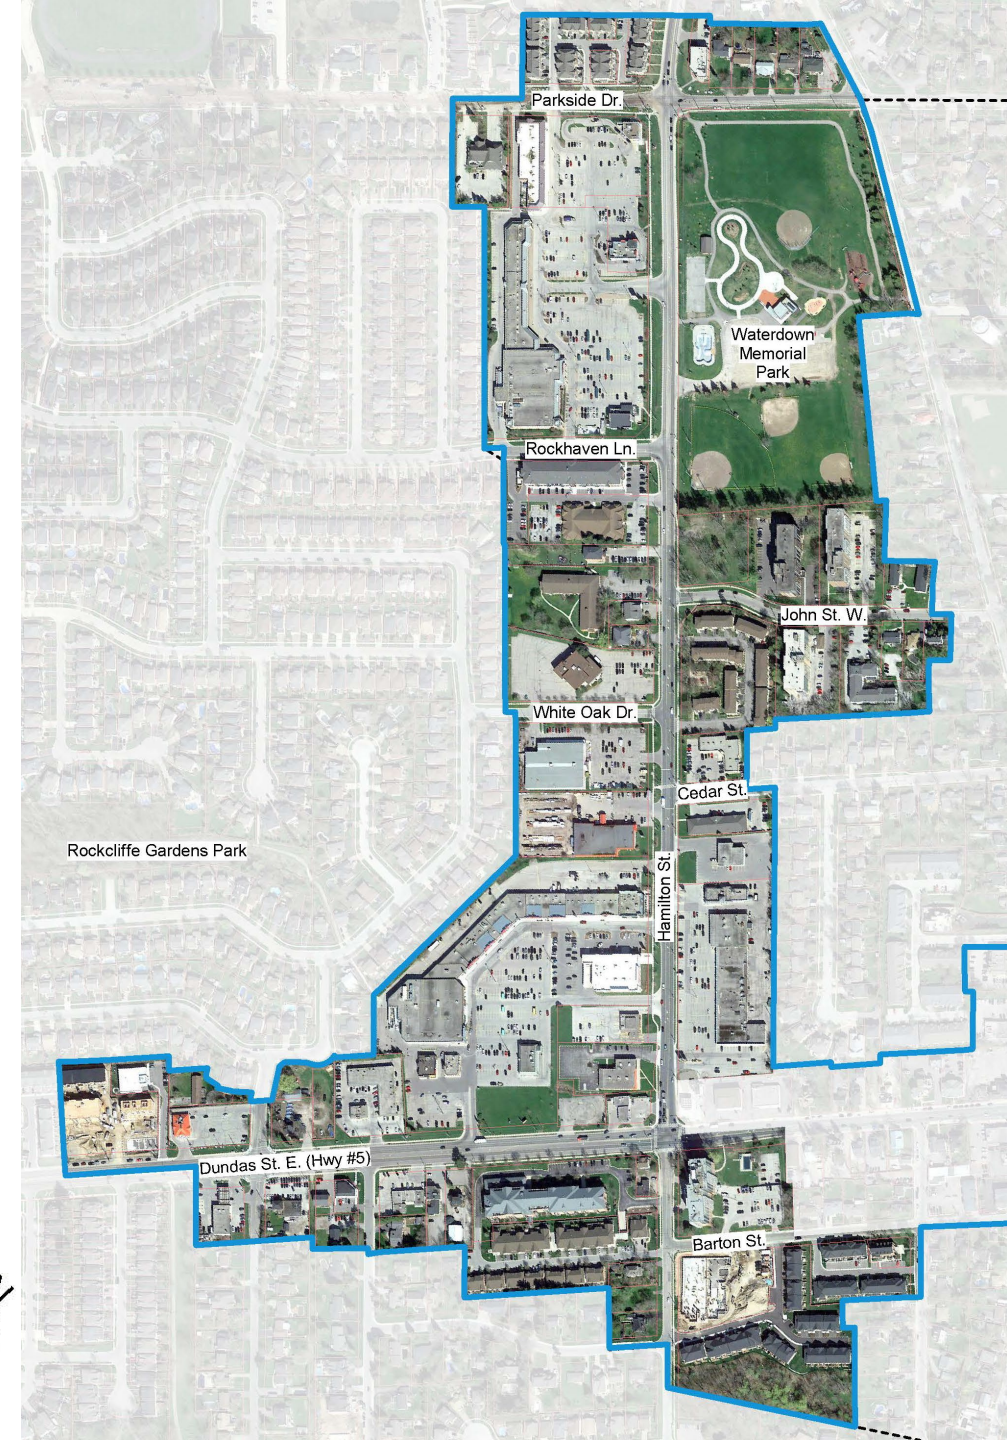 Parkside Dr.
Waterdown
Memorial
Park
Rockhaven Ln.
John St. W.
White Oak Dr.
Cedar St.
Rockcliffe Gardens Park
Hamilton St.
Dundas St. E. (Hwy #5)
Barton St.